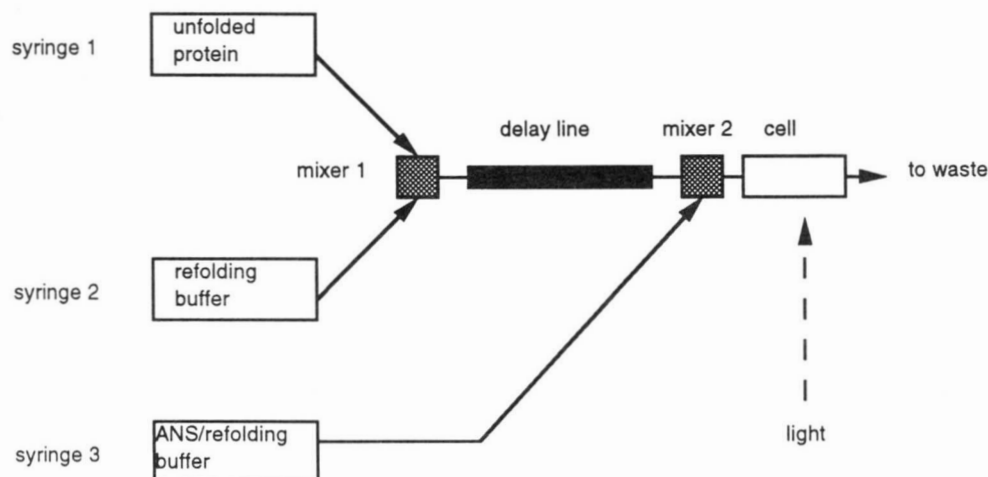 syringe 1
unfolded
protein
mixer 1
delay line
mixer 2
cell
to waste
syringe 2
refolding
buffer
light
syringe 3
ANS/refolding
buffer